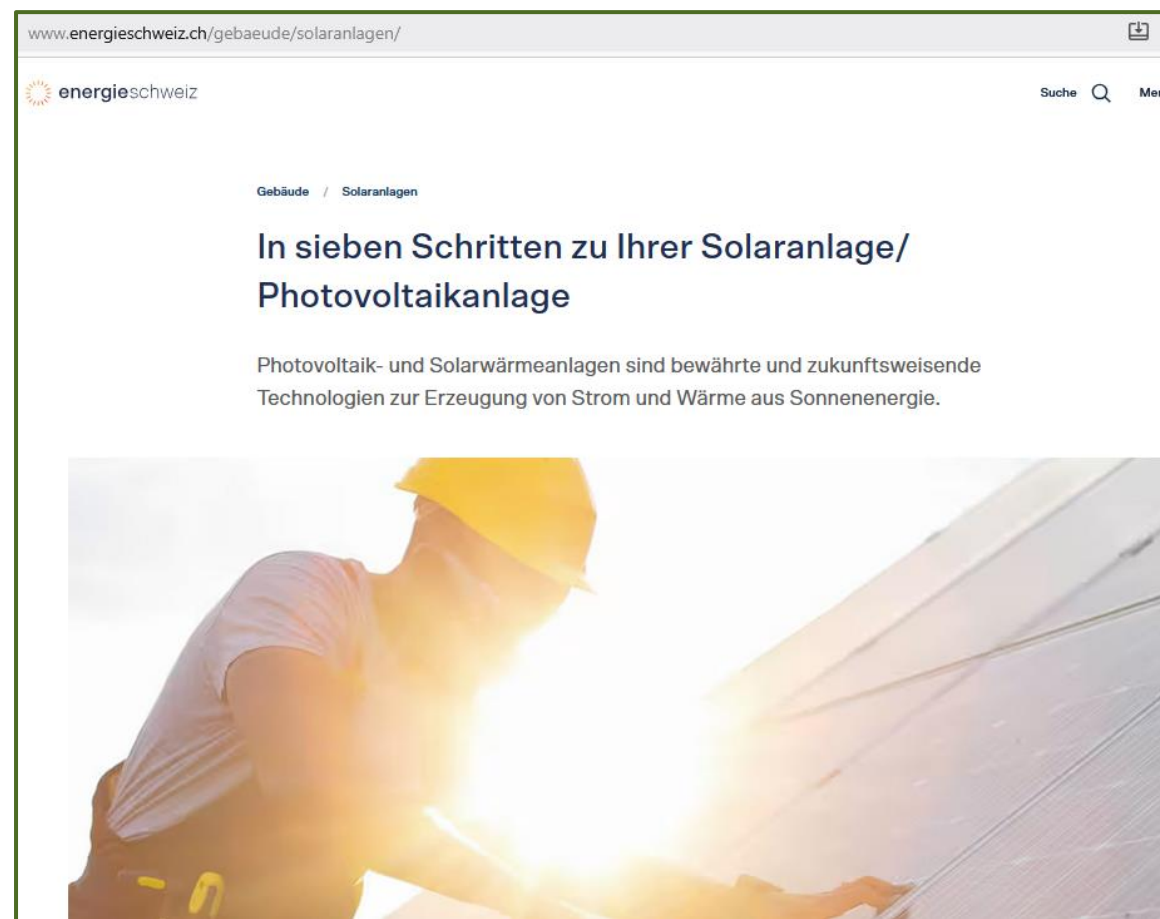 www.energieschweiz.ch/gebaeude/solaranlagen/
energieschweiz
Suche
Gebäude / Solaranlagen
In sieben Schritten zu Ihrer Solaranlage/
Photovoltaikanlage
Photovoltaik- und Solarwärmeanlagen sind bewährte und zukunftsweisende
Technologien zur Erzeugung von Strom und Wärme aus Sonnenenergie.